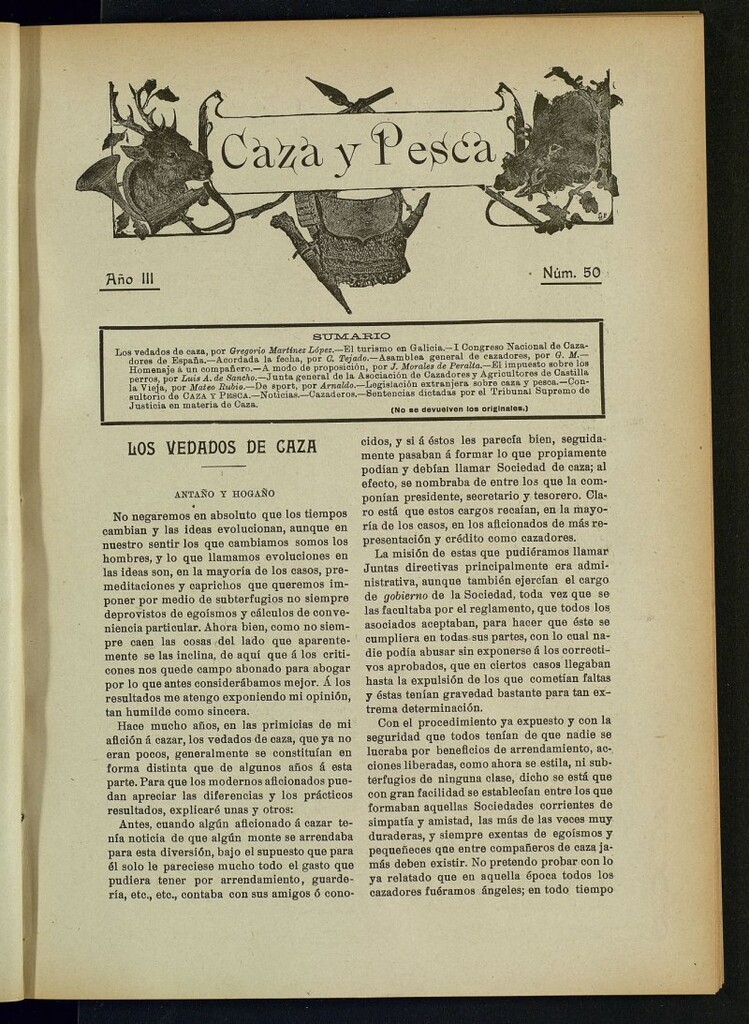 Caza y Pesca
Año III
Núm. 50
SUMARIO
Los vedados de caza, por Gregorio Martínez López.—El turismo en Galicia.—I Congreso Nacional de Caza-
dores de España.—Acordada la fecha, por C. Tejado.—Asamblea general de cazadores, por G. M.—
Homenaje á un compañero.—A modo de proposición, por J. Morales de Peralta.—El impuesto sobre los
perros, por Luis A. de Sancho.—Junta general de la Asociación de Cazadores y Agricultores de Castilla
la Vieja, por Mateo Rubio.—De sport, por Arnaldo.—Legislación extranjera sobre caza y pesca.—Con-
sultorio de CAZA Y PESCA.—Noticias.—Cazaderos.—Sentencias dictadas por el Tribunal Supremo de
Justicia en materia de Caza.
(No se devuelven los originales.)
LOS VEDADOS DE CAZA
ANTAÑO Y HOGAÑO
No negaremos en absoluto que los tiempos
cambian y las ideas evolucionan, aunque en
nuestro sentir los que cambiamos somos los
hombres, y lo que llamamos evoluciones en
las ideas son, en la mayoría de los casos, pre-
meditaciones y caprichos que queremos im-
poner por medio de subterfugios no siempre
deprovistos de egoísmos y cálculos de conve-
niencia particular. Ahora bien, como no siem-
pre caen las cosas del lado que aparente-
mente se las inclina, de aquí que á los criti-
cones nos quede campo abonado para abogar
por lo que antes considerábamos mejor. Á los
resultados me atengo exponiendo mi opinión,
tan humilde como sincera.
Hace mucho años, en las primicias de mi
afición á cazar, los vedados de caza, que ya no
eran pocos, generalmente se constituían en
forma distinta que de algunos años á esta
parte. Para que los modernos aficionados pue-
dan apreciar las diferencias y los prácticos
resultados, explicaré unas y otros:
Antes, cuando algún aficionado á cazar te-
nía noticia de que algún monte se arrendaba
para esta diversión, bajo el supuesto que para
él solo le pareciese mucho todo el gasto que
pudiera tener por arrendamiento, guarde-
ría, etc., etc., contaba con sus amigos ó cono-
cidos, y si á éstos les parecía bien, seguida-
mente pasaban á formar lo que propiamente
podían y debían llamar Sociedad de caza; al
efecto, se nombraba de entre los que la com-
ponían presidente, secretario y tesorero. Cla-
ro está que estos cargos recaían, en la mayo-
ría de los casos, en los aficionados de más re-
presentación y crédito como cazadores.
La misión de estas que pudiéramos llamar
Juntas directivas principalmente era admi-
nistrativa, aunque también ejercían el cargo
de gobierno de la Sociedad, toda vez que se
las facultaba por el reglamento, que todos los
asociados aceptaban, para hacer que éste se
cumpliera en todas sus partes, con lo cual na-
die podía abusar sin exponerse á los correcti-
vos aprobados, que en ciertos casos llegaban
hasta la expulsión de los que cometían faltas
y éstas tenían gravedad bastante para tan ex-
trema determinación.
Con el procedimiento ya expuesto y con la
seguridad que todos tenían de que nadie se
lucraba por beneficios de arrendamiento, ac-
ciones liberadas, como ahora se estila, ni sub-
terfugios de ninguna clase, dicho se está que
con gran facilidad se establecían entre los que
formaban aquellas Sociedades corrientes de
simpatía y amistad, las más de las veces muy
duraderas, y siempre exentas de egoísmos y
pequeñeces que entre compañeros de caza ja-
más deben existir. No pretendo probar con lo
ya relatado que en aquella época todos los
cazadores fuéramos ángeles; en todo tiempo